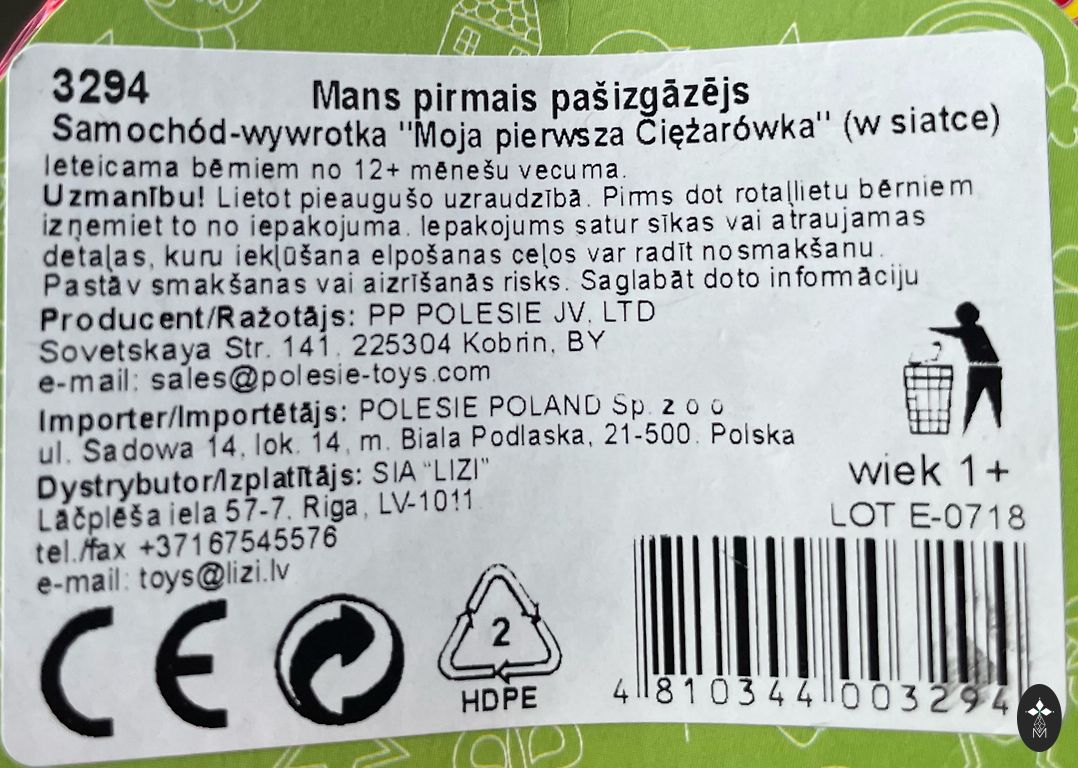 3294
Mans pirmais pašizgāzējs
Samochód-wywrotka "Moja pierwsza Ciężarówka" (w siatce)
Ieteicama bērniem no 12+ mēnešu vecuma.
Uzmanību! Lietot pieaugušo uzraudzībā. Pirms dot rotaļlietu bērniem
izņemiet to no iepakojuma. Iepakojums satur sīkas vai atraujamas
detaļas, kuru iekļūšana elpošanas ceļos var radīt nosmakšanu.
Pastāv smakšanas vai aizrīšanās risks. Saglabāt doto informāciju
Producent/Ražotājs: PP POLESIE JV. LTD
Sovetskaya Str. 141, 225304 Kobrin, BY
e-mail: sales@polesie-toys.com
Importer/Importētājs: POLESIE POLAND Sp. z o o
ul. Sadowa 14, lok. 14, m. Biala Podlaska, 21-500. Polska
Dystrybutor/Izplatītājs: SIA "LIZI"
Lāčplēša iela 57-7, Riga, LV-1011
tel./fax +37167545576
e-mail: toys@lizi.lv
wiek 1+
LOT E-0718
CE
2
HDPE
4 810344 003294
M